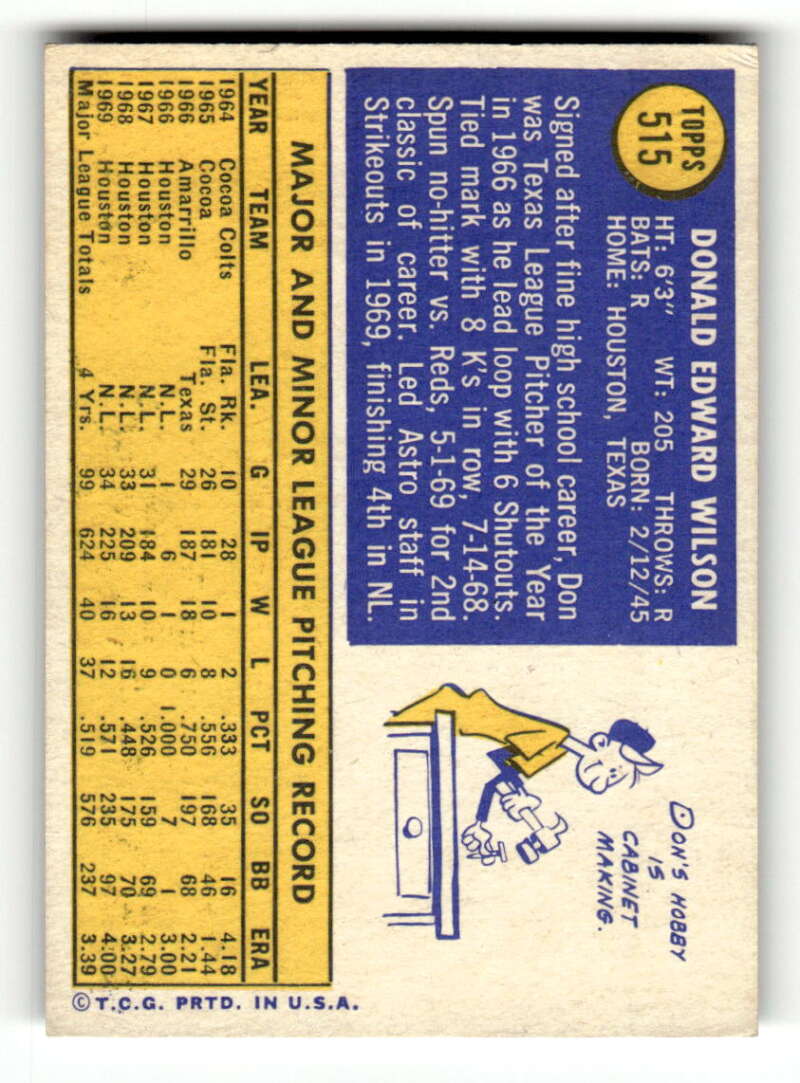 TOPPS
515
DONALD EDWARD WILSON
HT: 6'3" WT: 205 THROWS: R
BATS: R BORN: 2/12/45
HOME: HOUSTON, TEXAS
Signed after fine high school career, Don
was Texas League Pitcher of the Year
in 1966 as he lead loop with 6 Shutouts.
Tied mark with 8 K's in row, 7-14-68.
Spun no-hitter vs. Reds, 5-1-69 for 2nd
classic of career. Led Astro staff in
Strikeouts in 1969, finishing 4th in NL.
DON'S HOBBY
IS
CABINET
MAKING.
MAJOR AND MINOR LEAGUE PITCHING RECORD
YEAR TEAM LEA. G IP W L PCT SO BB ERA
1964 Cocoa Colts Fla. Rk. 10 28 1 2 .333 35 16 4.18
1965 Cocoa Fla. St. 26 181 10 8 .556 168 46 1.44
1966 Amarrillo Texas 29 187 18 6 .750 197 68 2.21
1966 Houston N.L. 1 6 1 0 1.000 7 1 3.00
1967 Houston N.L. 31 184 10 9 .526 159 69 2.79
1968 Houston N.L. 33 209 13 16 .448 175 70 3.27
1969 Houston N.L. 34 225 16 12 .571 235 97 4.00
Major League Totals 4 Yrs. 99 624 40 37 .519 576 237 3.39
© T.C.G. PRTD. IN U.S.A.